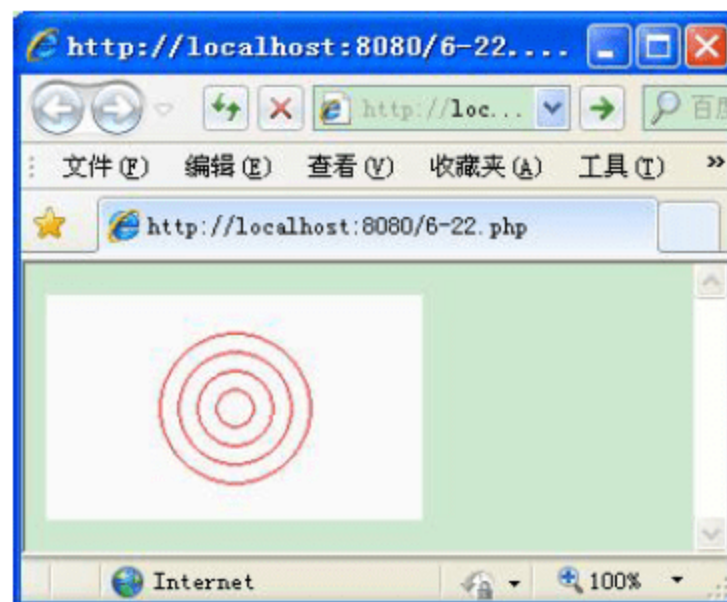 http://localhost:8080/6-22....
http://loc...
文件(F) 编辑(E) 查看(V) 收藏夹(A) 工具(T) »
http://localhost:8080/6-22.php
Internet 100%